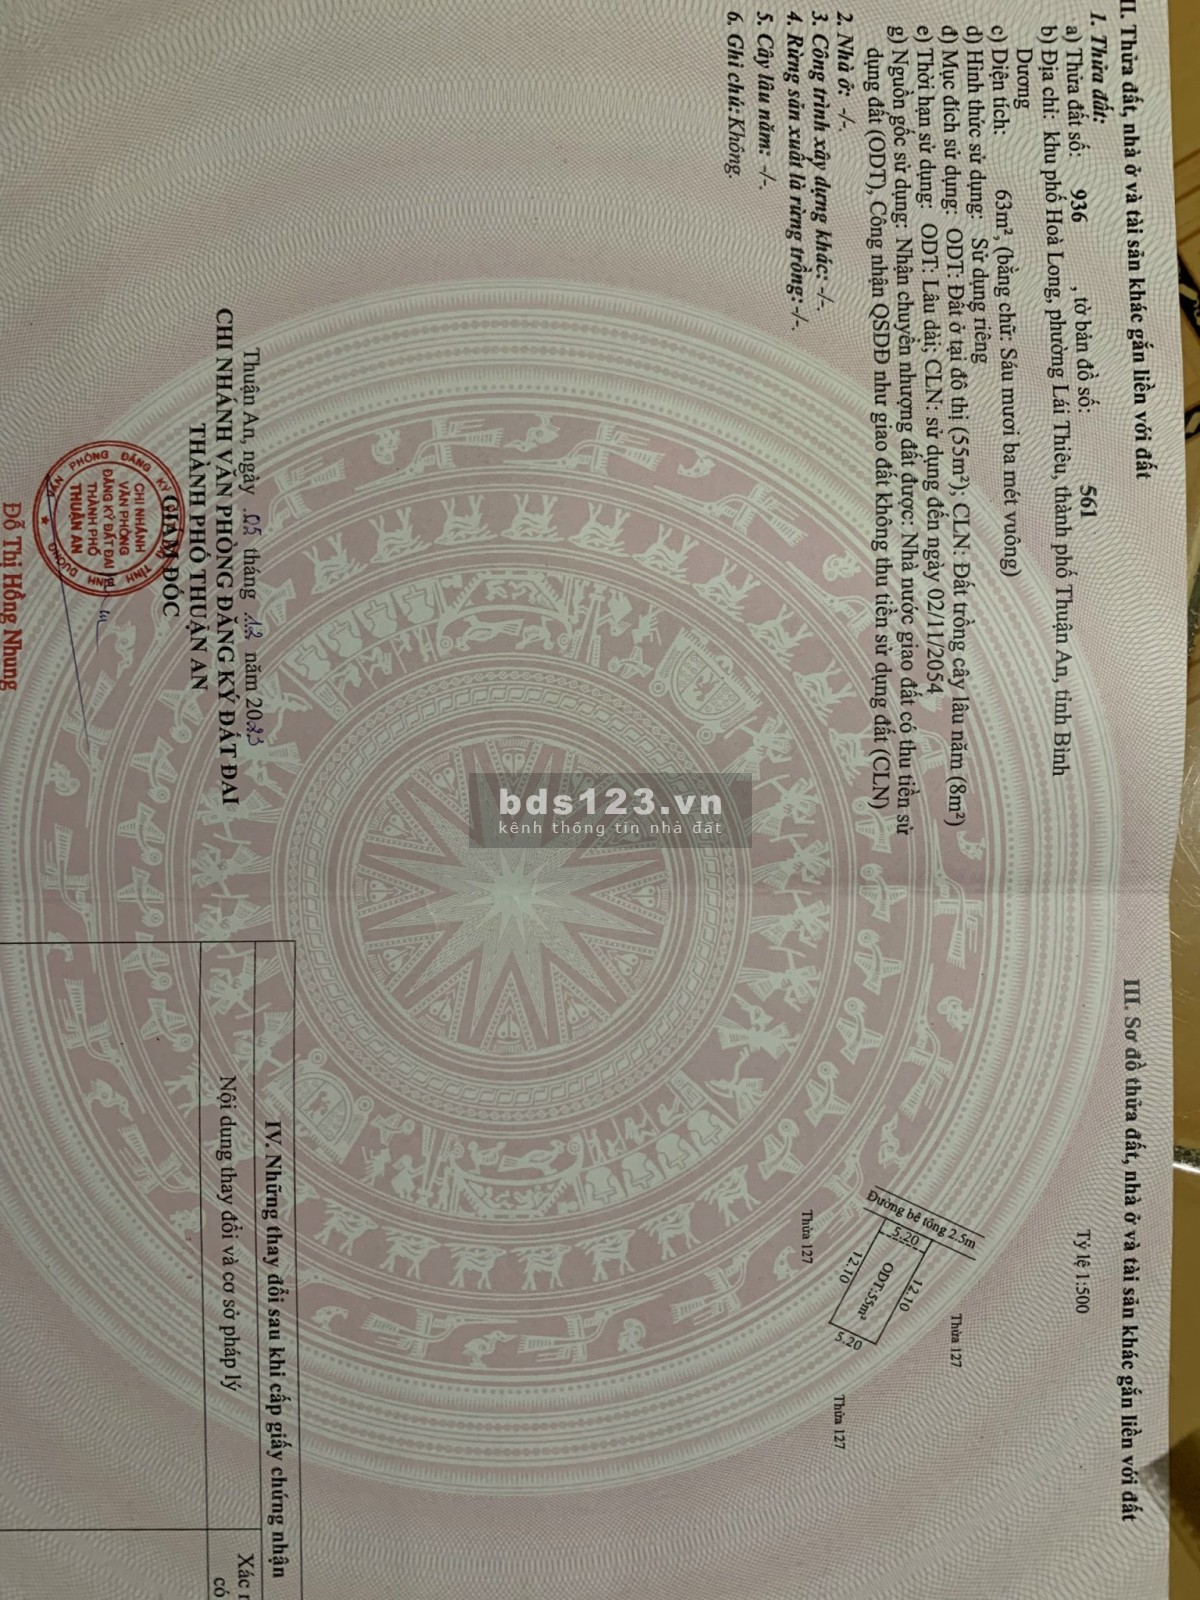 II. Thửa đất, nhà ở và tài sản khác gắn liền với đất
1. Thửa đất:
a) Thửa đất số: 936 , tờ bản đồ số: 561
b) Địa chỉ: khu phố Hoà Long, phường Lái Thiêu, thành phố Thuận An, tỉnh Bình
Dương
c) Diện tích: 63m², (bằng chữ: Sáu mươi ba mét vuông)
d) Hình thức sử dụng: Sử dụng riêng
đ) Mục đích sử dụng: ODT: Đất ở tại đô thị (55m²); CLN: Đất trồng cây lâu năm (8m²)
e) Thời hạn sử dụng: ODT: Lâu dài; CLN: sử dụng đến ngày 02/11/2054
g) Nguồn gốc sử dụng: Nhận chuyển nhượng đất được: Nhà nước giao đất có thu tiền sử
dụng đất (ODT), Công nhận QSDĐ như giao đất không thu tiền sử dụng đất (CLN)
2. Nhà ở: -/-.
3. Công trình xây dựng khác: -/-.
4. Rừng sản xuất là rừng trồng: -/-.
5. Cây lâu năm: -/-.
6. Ghi chú: Không.
Thuận An, ngày 05 tháng 12 năm 2023
CHI NHÁNH VĂN PHÒNG ĐĂNG KÝ ĐẤT ĐAI
THÀNH PHỐ THUẬN AN
GIÁM ĐỐC
CHI NHÁNH
VĂN PHÒNG
ĐĂNG KÝ ĐẤT ĐAI
THÀNH PHỐ
THUẬN AN
Đỗ Thị Hồng Nhung
III. Sơ đồ thửa đất, nhà ở và tài sản khác gắn liền với đất
Tỷ lệ 1:500
Đường bê tông 2.5m
5.20
12.10
ODT:55m²
12.10
5.20
Thửa 127
Thửa 127
Thửa 127
IV. Những thay đổi sau khi cấp giấy chứng nhận
Nội dung thay đổi và cơ sở pháp lý
Xác
có
bds123.vn
kênh thông tin nhà đất